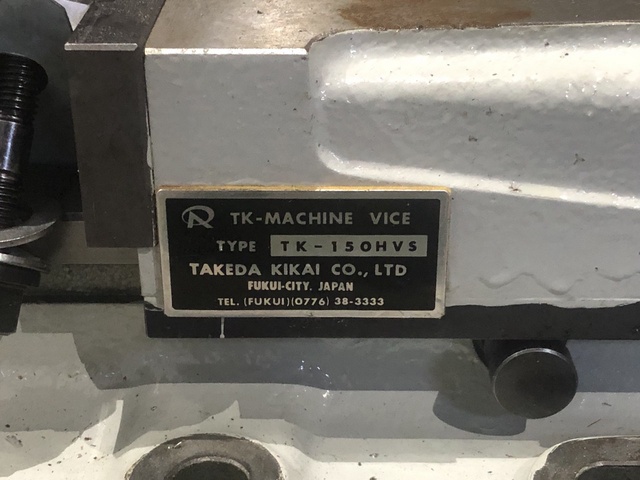 TK-MACHINE VICE
TYPE TK-150HVS
TAKEDA KIKAI CO., LTD
FUKUI-CITY, JAPAN
TEL. (FUKUI)(0776) 38-3333